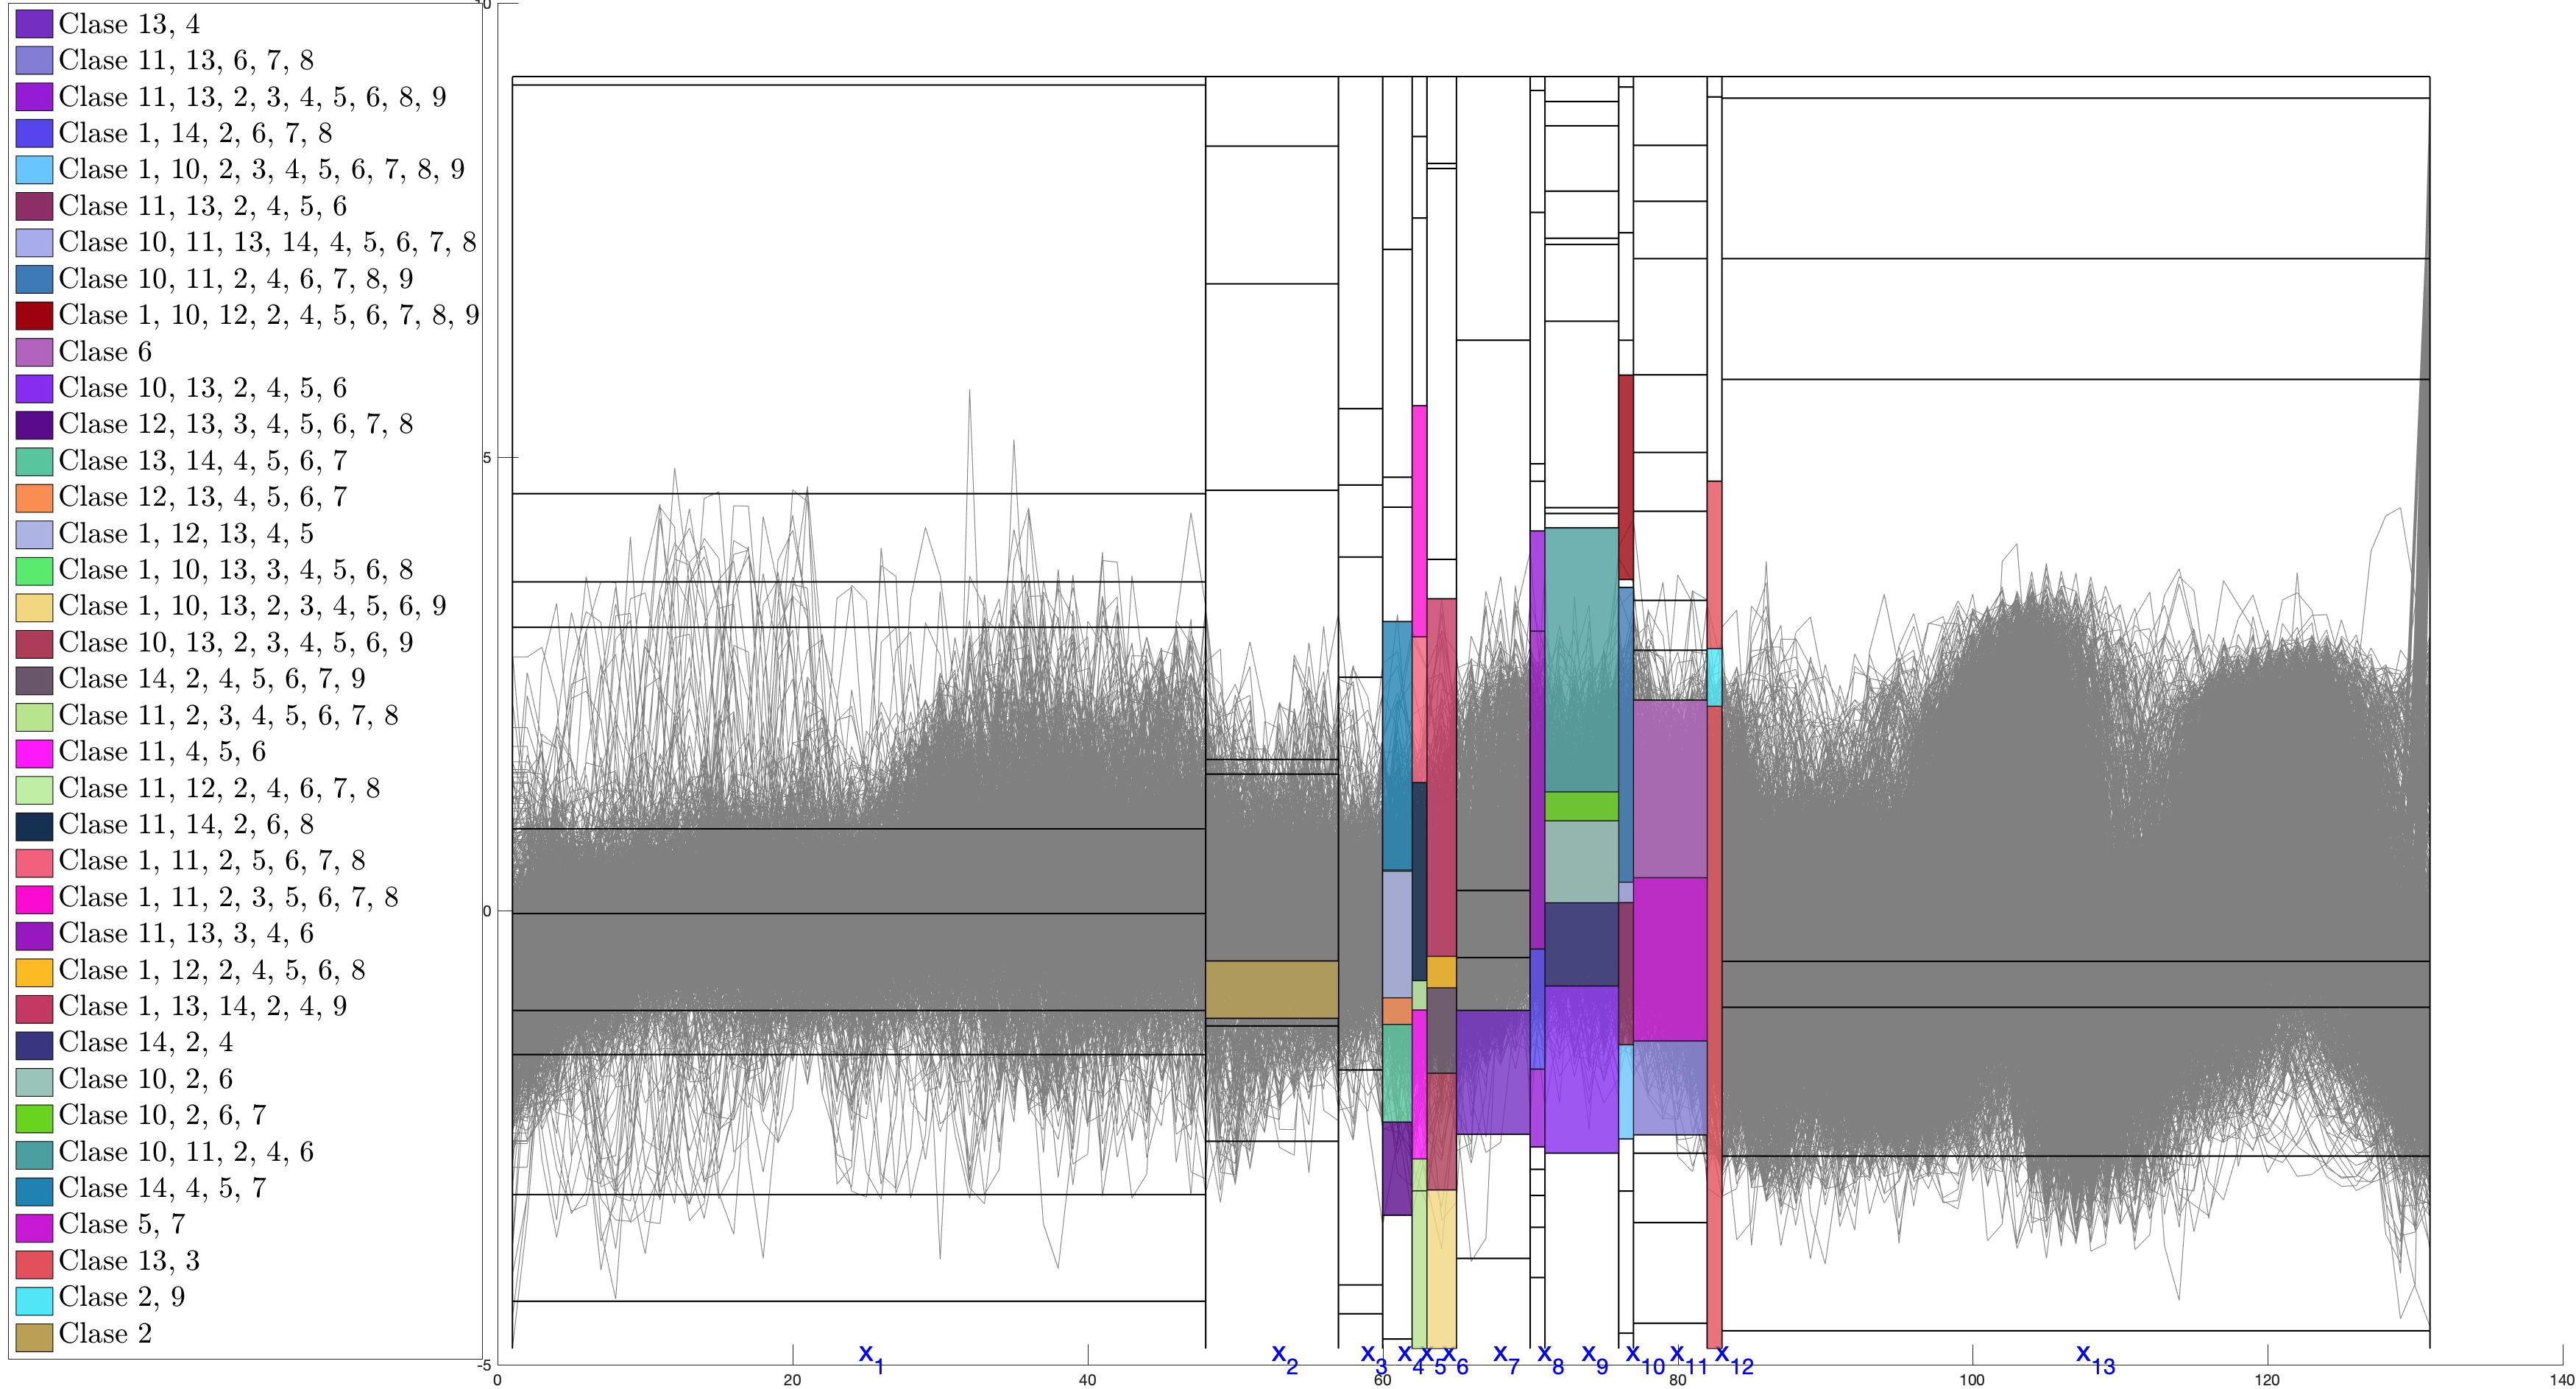 Clase 13, 4
Clase 11, 13, 6, 7, 8
Clase 11, 13, 2, 3, 4, 5, 6, 8, 9
Clase 1, 14, 2, 6, 7, 8
Clase 1, 10, 2, 3, 4, 5, 6, 7, 8, 9
Clase 11, 13, 2, 4, 5, 6
Clase 10, 11, 13, 14, 4, 5, 6, 7, 8
Clase 10, 11, 2, 4, 6, 7, 8, 9
Clase 1, 10, 12, 2, 4, 5, 6, 7, 8, 9
Clase 6
Clase 10, 13, 2, 4, 5, 6
Clase 12, 13, 3, 4, 5, 6, 7, 8
Clase 13, 14, 4, 5, 6, 7
Clase 12, 13, 4, 5, 6, 7
Clase 1, 12, 13, 4, 5
Clase 1, 10, 13, 3, 4, 5, 6, 8
Clase 1, 10, 13, 2, 3, 4, 5, 6, 9
Clase 10, 13, 2, 3, 4, 5, 6, 9
Clase 14, 2, 4, 5, 6, 7, 9
Clase 11, 2, 3, 4, 5, 6, 7, 8
Clase 11, 4, 5, 6
Clase 11, 12, 2, 4, 6, 7, 8
Clase 11, 14, 2, 6, 8
Clase 1, 11, 2, 5, 6, 7, 8
Clase 1, 11, 2, 3, 5, 6, 7, 8
Clase 11, 13, 3, 4, 6
Clase 1, 12, 2, 4, 5, 6, 8
Clase 1, 13, 14, 2, 4, 9
Clase 14, 2, 4
Clase 10, 2, 6
Clase 10, 2, 6, 7
Clase 10, 11, 2, 4, 6
Clase 14, 4, 5, 7
Clase 5, 7
Clase 13, 3
Clase 2, 9
Clase 2
10
5
0
-5
x1 x2 x3 x4 x5 x6 x7 x8 x9 x10 x11 x12 x13
0 20 40 60 80 100 120 140